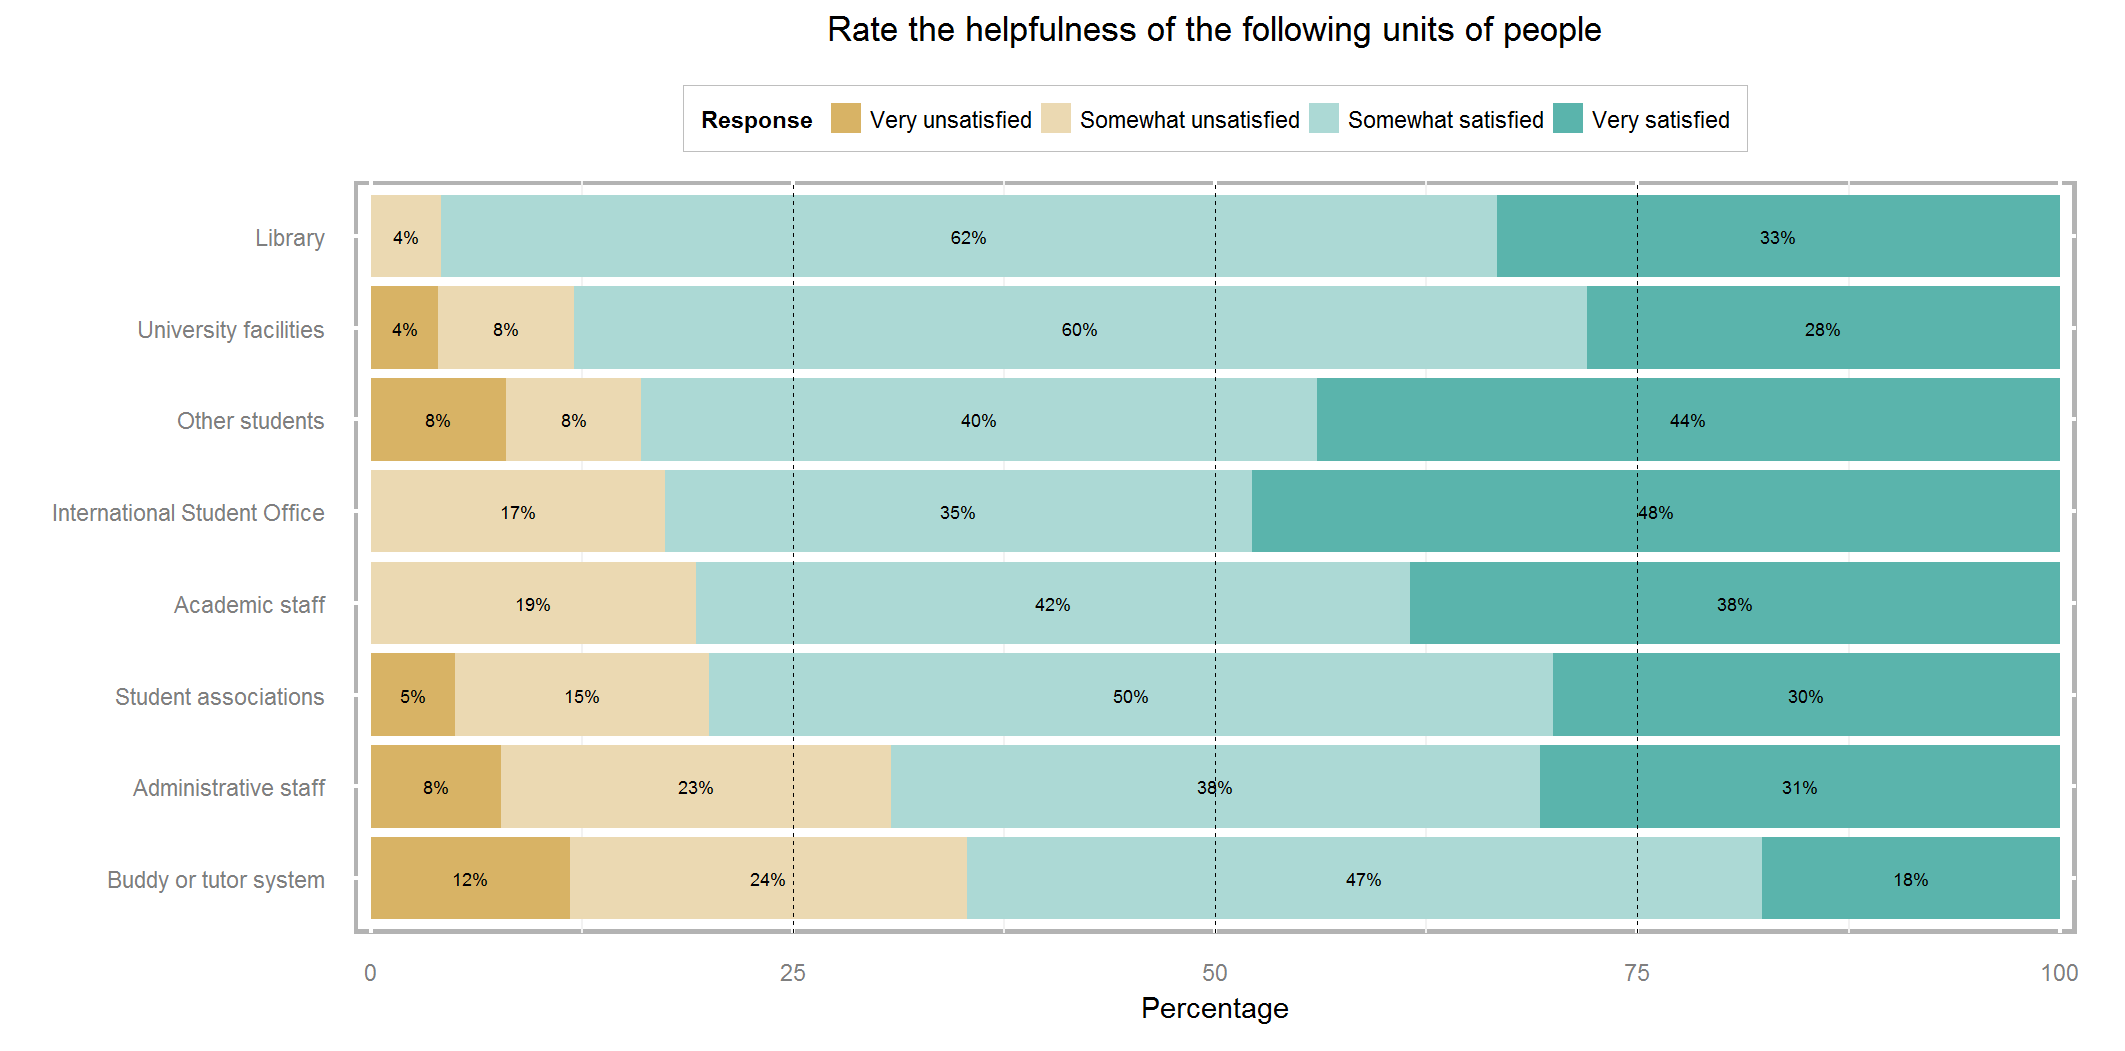 Rate the helpfulness of the following units of people
Response Very unsatisfied Somewhat unsatisfied Somewhat satisfied Very satisfied
Library 4% 62% 33%
University facilities 4% 8% 60% 28%
Other students 8% 8% 40% 44%
International Student Office 17% 35% 48%
Academic staff 19% 42% 38%
Student associations 5% 15% 50% 30%
Administrative staff 8% 23% 38% 31%
Buddy or tutor system 12% 24% 47% 18%
0 25 50 75 100
Percentage